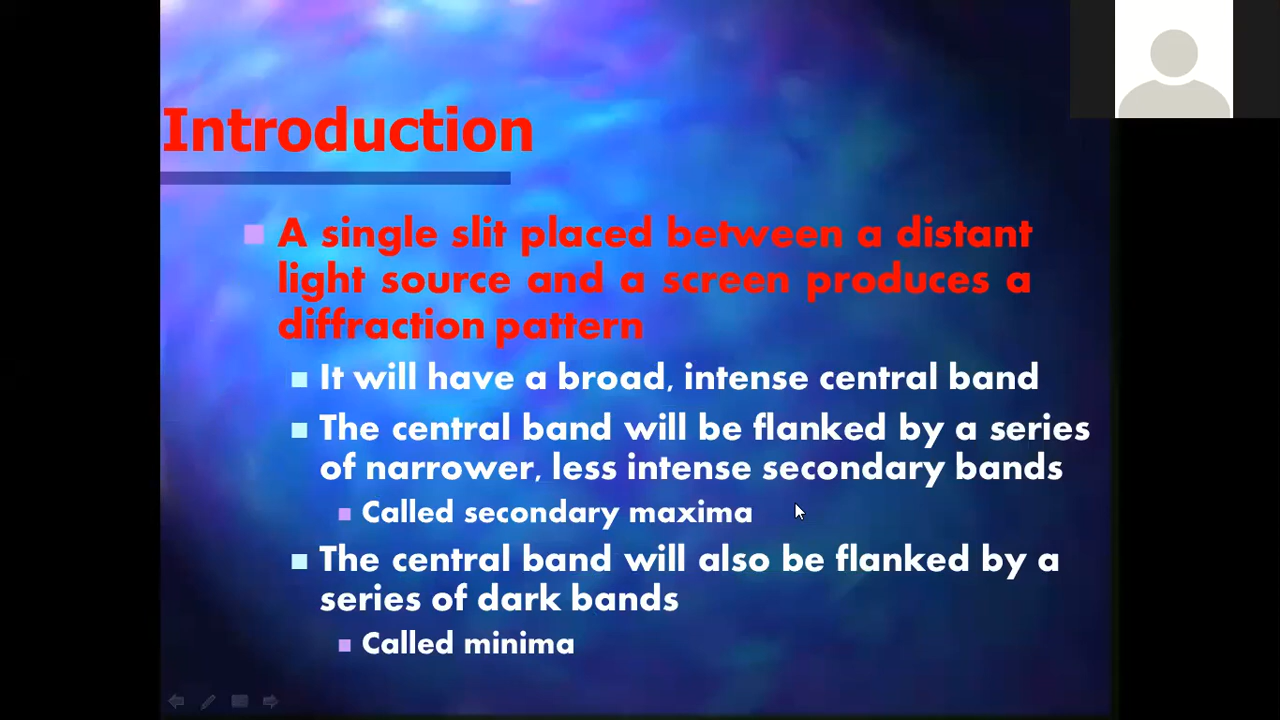 Introduction
A single slit placed between a distant
light source and a screen produces a
diffraction pattern
It will have a broad, intense central band
The central band will be flanked by a series
of narrower, less intense secondary bands
Called secondary maxima
The central band will also be flanked by a
series of dark bands
Called minima